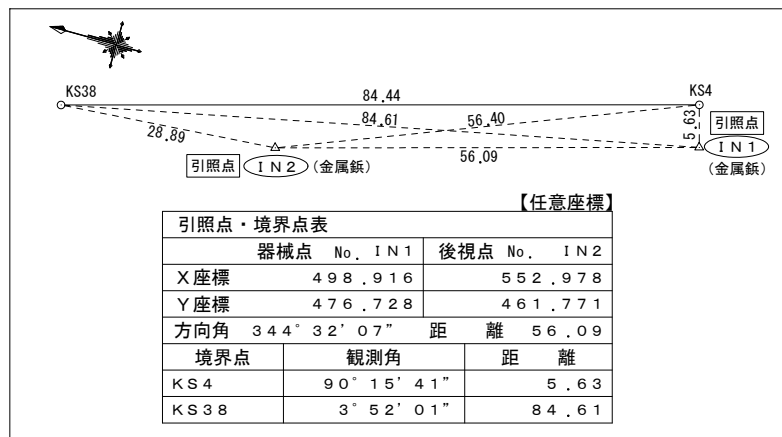 KS38
84.44
KS4
84.61
56.40
5.63
引照点
28.89
56.09
IN1
引照点 IN2 (金属鋲)
(金属鋲)
【任意座標】
引照点・境界点表
器械点 No. IN1 後視点 No. IN2
X座標 498.916 552.978
Y座標 476.728 461.771
方向角 344°32'07" 距 離 56.09
境界点 観測角 距 離
KS4 90°15'41" 5.63
KS38 3°52'01" 84.61